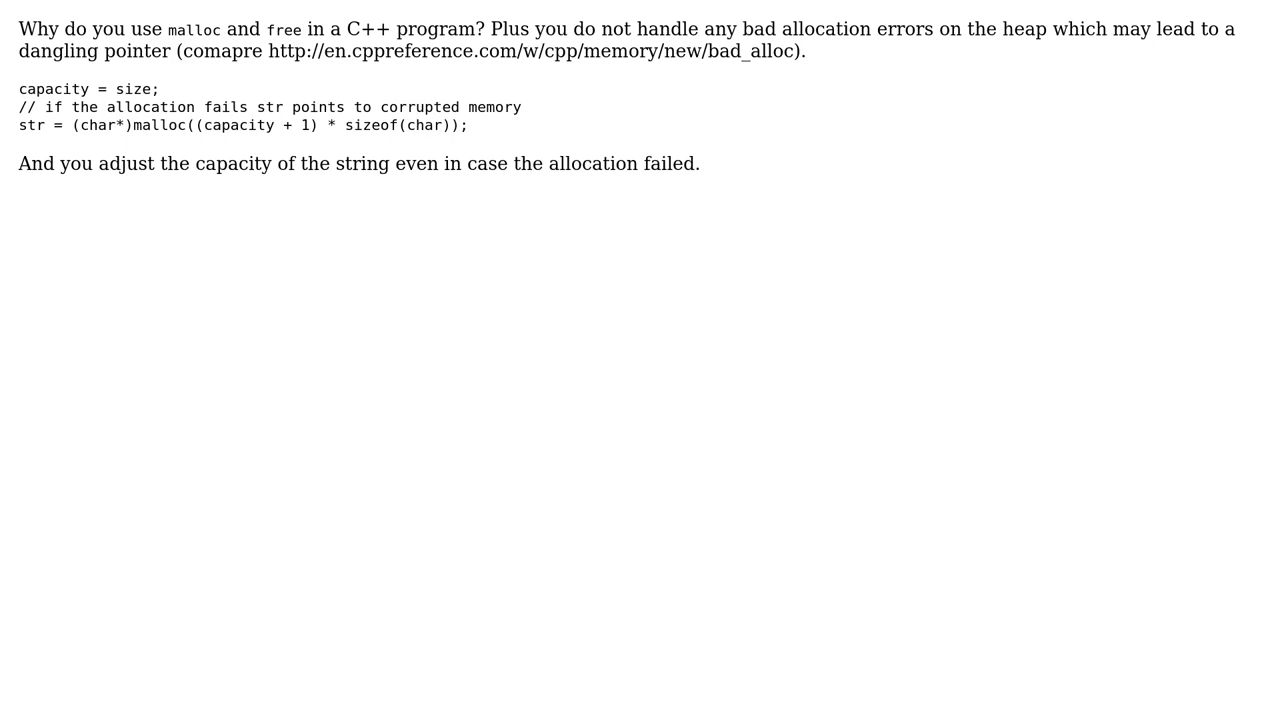 Why do you use malloc and free in a C++ program? Plus you do not handle any bad allocation errors on the heap which may lead to a
dangling pointer (comapre http://en.cppreference.com/w/cpp/memory/new/bad_alloc).
capacity = size;
// if the allocation fails str points to corrupted memory
str = (char*)malloc((capacity + 1) * sizeof(char));
And you adjust the capacity of the string even in case the allocation failed.